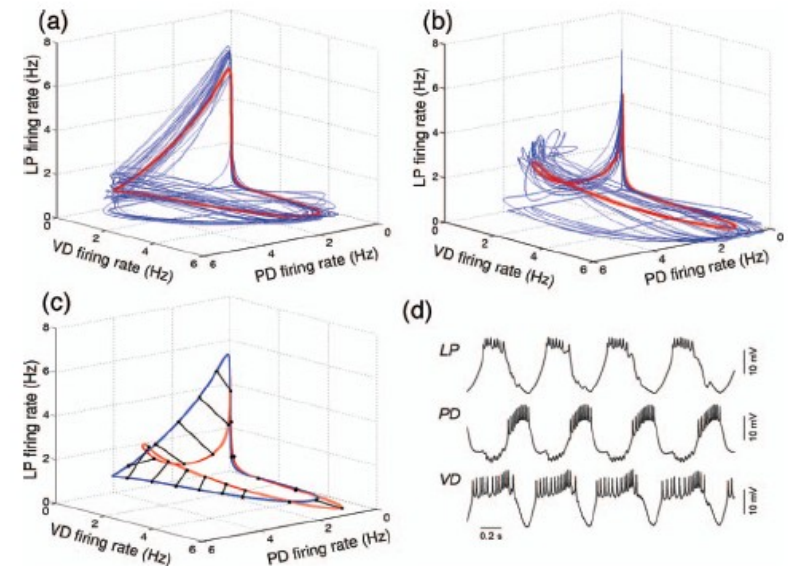 (a)
LP firing rate (Hz)
8
6
4
2
0
0
2
4
6
VD firing rate (Hz)
6
4
2
0
PD firing rate (Hz)
(b)
LP firing rate (Hz)
8
6
4
2
0
0
2
4
6
VD firing rate (Hz)
6
4
2
0
PD firing rate (Hz)
(c)
LP firing rate (Hz)
8
6
4
2
0
0
2
4
6
VD firing rate (Hz)
6
4
2
0
PD firing rate (Hz)
(d)
LP
10 mV
PD
10 mV
VD
10 mV
0.2 s